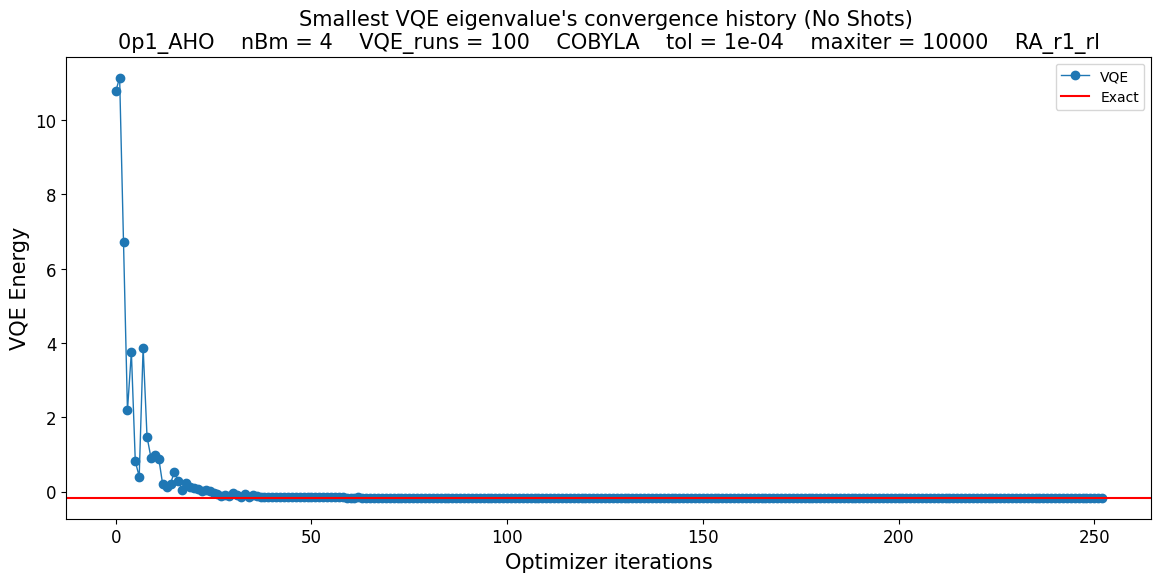 Smallest VQE eigenvalue's convergence history (No Shots)
0p1_AHO    nBm = 4    VQE_runs = 100    COBYLA    tol = 1e-04    maxiter = 10000    RA_r1_rl
VQE
Exact
VQE Energy
10
8
6
4
2
0
0
50
100
150
200
250
Optimizer iterations